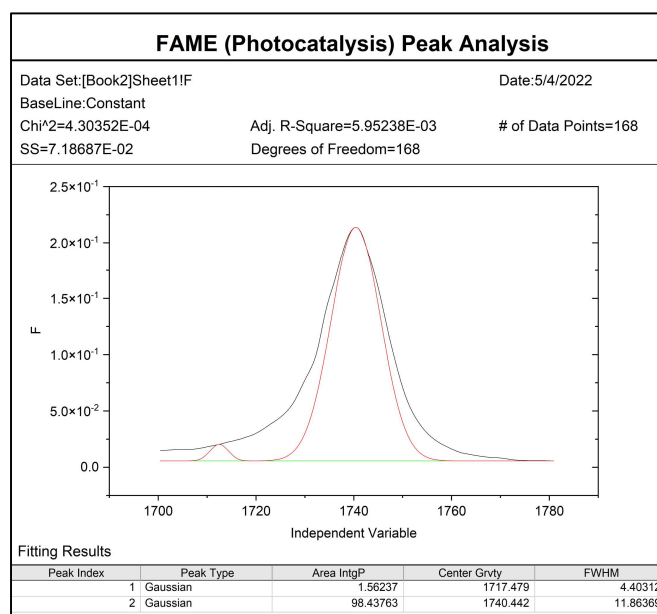 FAME (Photocatalysis) Peak Analysis
Data Set:[Book2]Sheet1!F Date:5/4/2022
BaseLine:Constant
Chi^2=4.30352E-04 Adj. R-Square=5.95238E-03 # of Data Points=168
SS=7.18687E-02 Degrees of Freedom=168
2.5×10⁻¹
2.0×10⁻¹
1.5×10⁻¹
1.0×10⁻¹
5.0×10⁻²
0.0
F
1700 1720 1740 1760 1780
Independent Variable
Fitting Results
Peak Index Peak Type Area IntgP Center Grvty FWHM
1 Gaussian 1.56237 1717.479 4.40312
2 Gaussian 98.43763 1740.442 11.86369